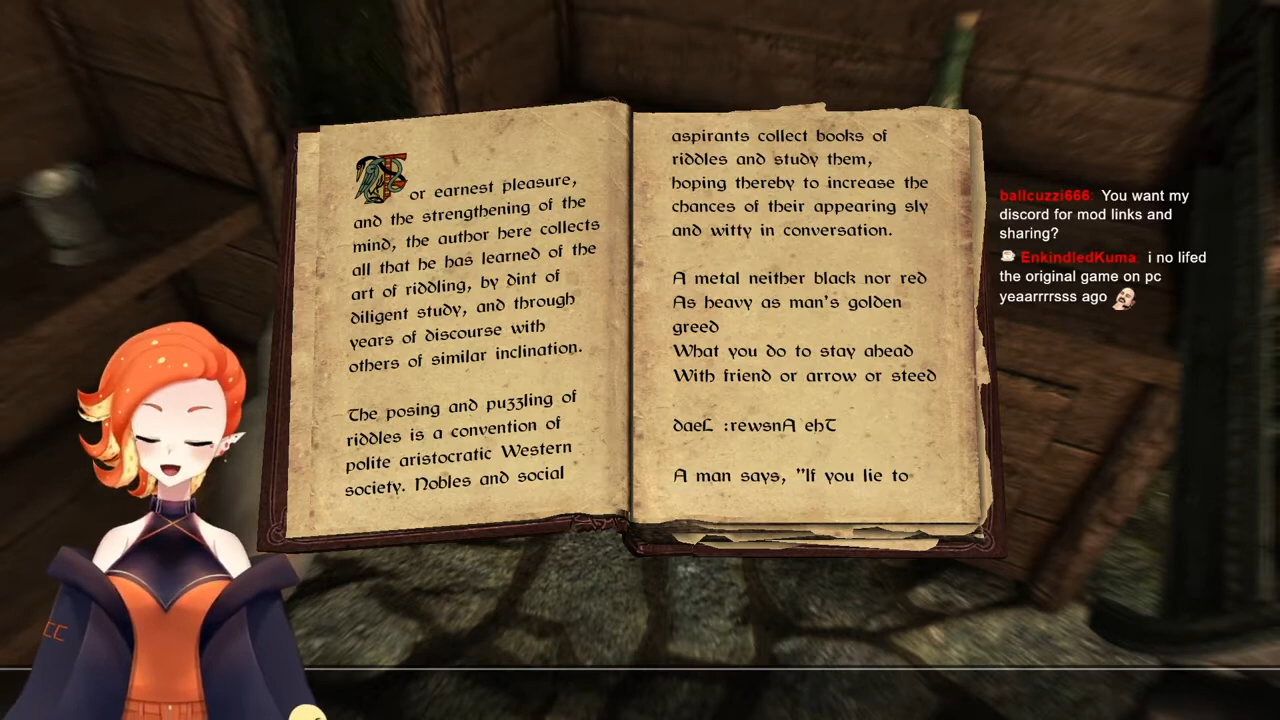 For earnest pleasure,
and the strengthening of the
mind, the author here collects
all that he has learned of the
art of riddling, by dint of
diligent study, and through
years of discourse with
others of similar inclination.
The posing and puzzling of
riddles is a convention of
polite aristocratic Western
society. Nobles and social
aspirants collect books of
riddles and study them,
hoping thereby to increase the
chances of their appearing sly
and witty in conversation.
A metal neither black nor red
As heavy as man's golden
greed
What you do to stay ahead
With friend or arrow or steed
daeL :rewsnA ehT
A man says, "If you lie to
ballcuzzi666: You want my
discord for mod links and
sharing?
EnkindledKuma: i no lifed
the original game on pc
yeaarrrrsss ago
CC